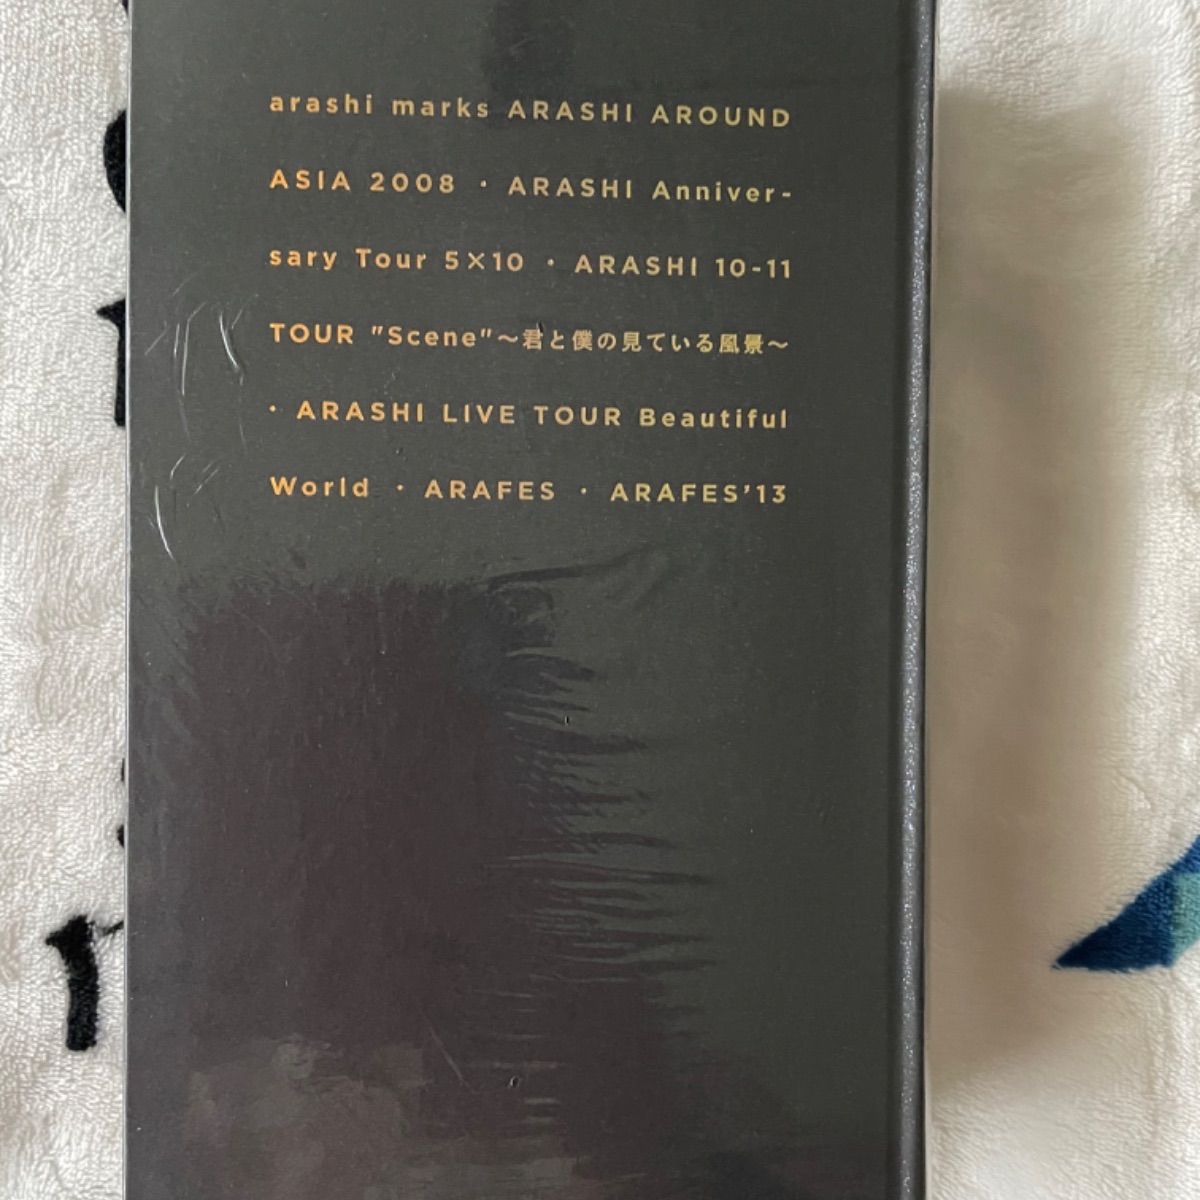 arashi marks ARASHI AROUND
ASIA 2008 · ARASHI Anniver-
sary Tour 5×10 · ARASHI 10-11
TOUR "Scene"～君と僕の見ている風景～
· ARASHI LIVE TOUR Beautiful
World · ARAFES · ARAFES'13